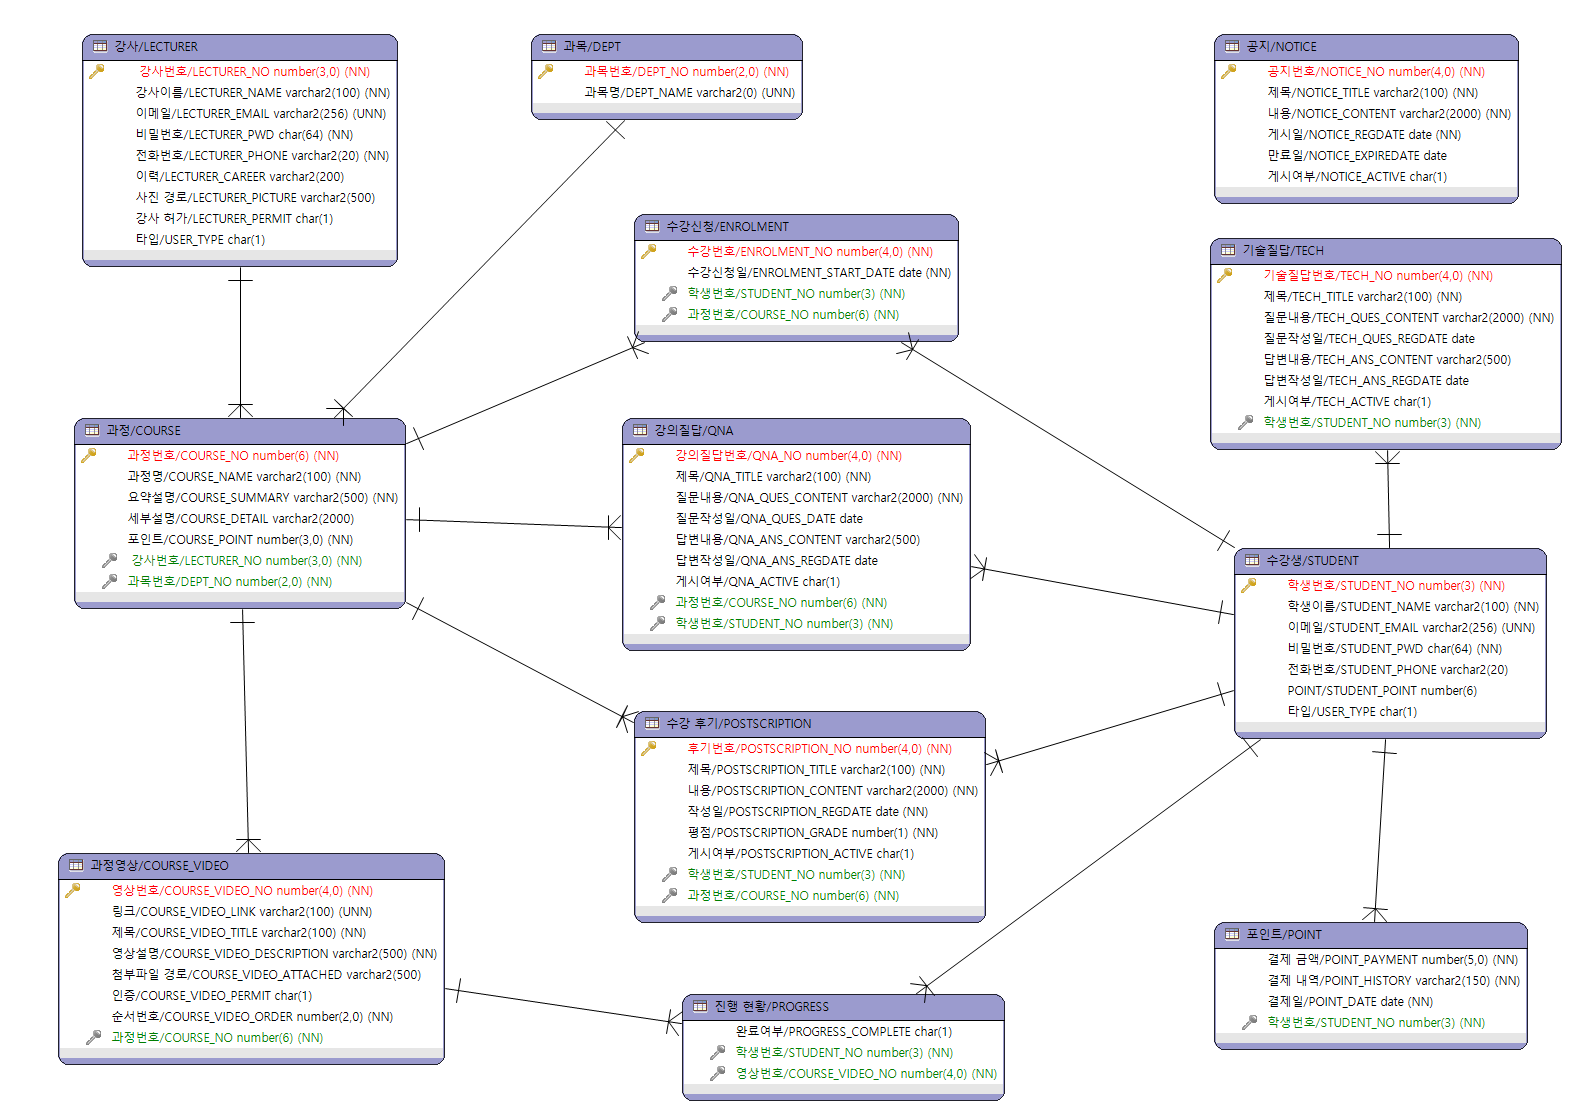 강사/LECTURER
강사번호/LECTURER_NO number(3,0) (NN)
강사이름/LECTURER_NAME varchar2(100) (NN)
이메일/LECTURER_EMAIL varchar2(256) (UNN)
비밀번호/LECTURER_PWD char(64) (NN)
전화번호/LECTURER_PHONE varchar2(20) (NN)
이력/LECTURER_CAREER varchar2(200)
사진 경로/LECTURER_PICTURE varchar2(500)
강사 허가/LECTURER_PERMIT char(1)
타입/USER_TYPE char(1)
과목/DEPT
과목번호/DEPT_NO number(2,0) (NN)
과목명/DEPT_NAME varchar2(0) (UNN)
공지/NOTICE
공지번호/NOTICE_NO number(4,0) (NN)
제목/NOTICE_TITLE varchar2(100) (NN)
내용/NOTICE_CONTENT varchar2(2000) (NN)
게시일/NOTICE_REGDATE date (NN)
만료일/NOTICE_EXPIREDATE date
게시여부/NOTICE_ACTIVE char(1)
수강신청/ENROLMENT
수강번호/ENROLMENT_NO number(4,0) (NN)
수강신청일/ENROLMENT_START_DATE date (NN)
학생번호/STUDENT_NO number(3) (NN)
과정번호/COURSE_NO number(6) (NN)
기술질답/TECH
기술질답번호/TECH_NO number(4,0) (NN)
제목/TECH_TITLE varchar2(100) (NN)
질문내용/TECH_QUES_CONTENT varchar2(2000) (NN)
질문작성일/TECH_QUES_REGDATE date
답변내용/TECH_ANS_CONTENT varchar2(500)
답변작성일/TECH_ANS_REGDATE date
게시여부/TECH_ACTIVE char(1)
학생번호/STUDENT_NO number(3) (NN)
과정/COURSE
과정번호/COURSE_NO number(6) (NN)
과정명/COURSE_NAME varchar2(100) (NN)
요약설명/COURSE_SUMMARY varchar2(500) (NN)
세부설명/COURSE_DETAIL varchar2(2000)
포인트/COURSE_POINT number(3,0) (NN)
강사번호/LECTURER_NO number(3,0) (NN)
과목번호/DEPT_NO number(2,0) (NN)
강의질답/QNA
강의질답번호/QNA_NO number(4,0) (NN)
제목/QNA_TITLE varchar2(100) (NN)
질문내용/QNA_QUES_CONTENT varchar2(2000) (NN)
질문작성일/QNA_QUES_DATE date
답변내용/QNA_ANS_CONTENT varchar2(500)
답변작성일/QNA_ANS_REGDATE date
게시여부/QNA_ACTIVE char(1)
과정번호/COURSE_NO number(6) (NN)
학생번호/STUDENT_NO number(3) (NN)
수강생/STUDENT
학생번호/STUDENT_NO number(3) (NN)
학생이름/STUDENT_NAME varchar2(100) (NN)
이메일/STUDENT_EMAIL varchar2(256) (UNN)
비밀번호/STUDENT_PWD char(64) (NN)
전화번호/STUDENT_PHONE varchar2(20)
POINT/STUDENT_POINT number(6)
타입/USER_TYPE char(1)
수강 후기/POSTSCRIPTION
후기번호/POSTSCRIPTION_NO number(4,0) (NN)
제목/POSTSCRIPTION_TITLE varchar2(100) (NN)
내용/POSTSCRIPTION_CONTENT varchar2(2000) (NN)
작성일/POSTSCRIPTION_REGDATE date (NN)
평점/POSTSCRIPTION_GRADE number(1) (NN)
게시여부/POSTSCRIPTION_ACTIVE char(1)
학생번호/STUDENT_NO number(3) (NN)
과정번호/COURSE_NO number(6) (NN)
과정영상/COURSE_VIDEO
영상번호/COURSE_VIDEO_NO number(4,0) (NN)
링크/COURSE_VIDEO_LINK varchar2(100) (UNN)
제목/COURSE_VIDEO_TITLE varchar2(100) (NN)
영상설명/COURSE_VIDEO_DESCRIPTION varchar2(500) (NN)
첨부파일 경로/COURSE_VIDEO_ATTACHED varchar2(500)
인증/COURSE_VIDEO_PERMIT char(1)
순서번호/COURSE_VIDEO_ORDER number(2,0) (NN)
과정번호/COURSE_NO number(6) (NN)
포인트/POINT
결제 금액/POINT_PAYMENT number(5,0) (NN)
결제 내역/POINT_HISTORY varchar2(150) (NN)
결제일/POINT_DATE date (NN)
학생번호/STUDENT_NO number(3) (NN)
진행 현황/PROGRESS
완료여부/PROGRESS_COMPLETE char(1)
학생번호/STUDENT_NO number(3) (NN)
영상번호/COURSE_VIDEO_NO number(4,0) (NN)